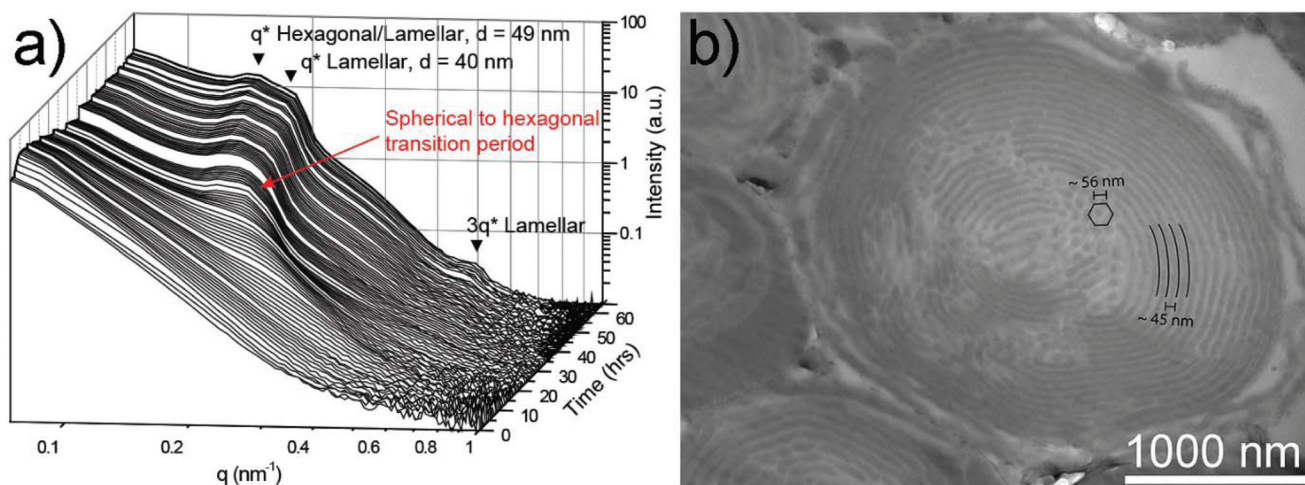 a)
q* Hexagonal/Lamellar, d = 49 nm
q* Lamellar, d = 40 nm
Spherical to hexagonal
transition period
3q* Lamellar
100
10
1
0.1
Intensity (a.u.)
60
50
40
30
20
10
0
Time (hrs)
0.1
0.2
0.4
0.6
0.8
1
q (nm⁻¹)
b)
~ 56 nm
~ 45 nm
1000 nm